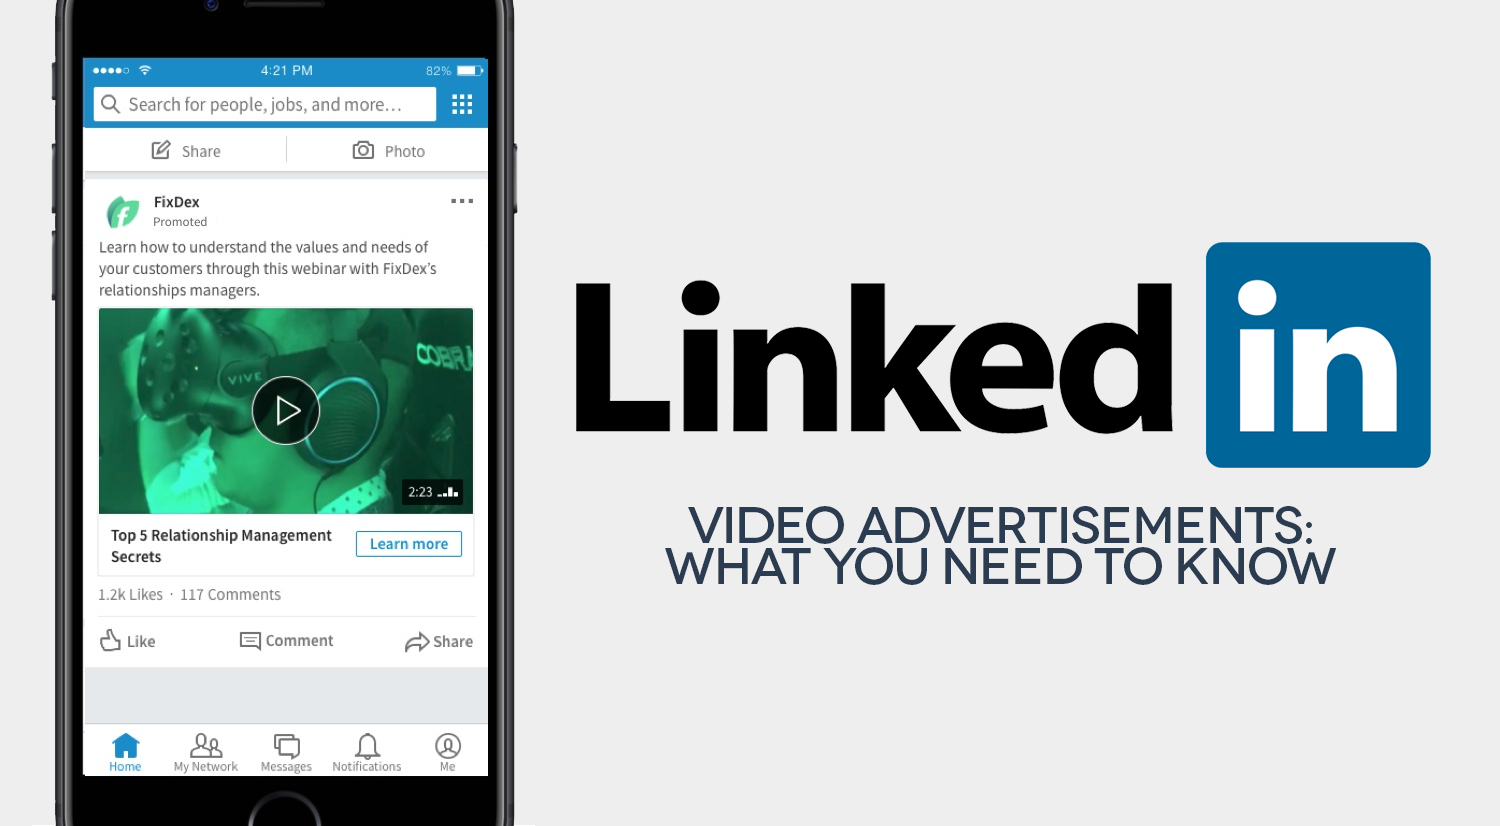 4:21 PM
82%
Search for people, jobs, and more...
Share
Photo
FixDex
Promoted
Learn how to understand the values and needs of
your customers through this webinar with FixDex’s
relationships managers.
VIVE
COBRA
2:23
Top 5 Relationship Management
Secrets
Learn more
1.2k Likes · 117 Comments
Like
Comment
Share
Home
My Network
Messages
Notifications
Me
Linked in
VIDEO ADVERTISEMENTS:
WHAT YOU NEED TO KNOW